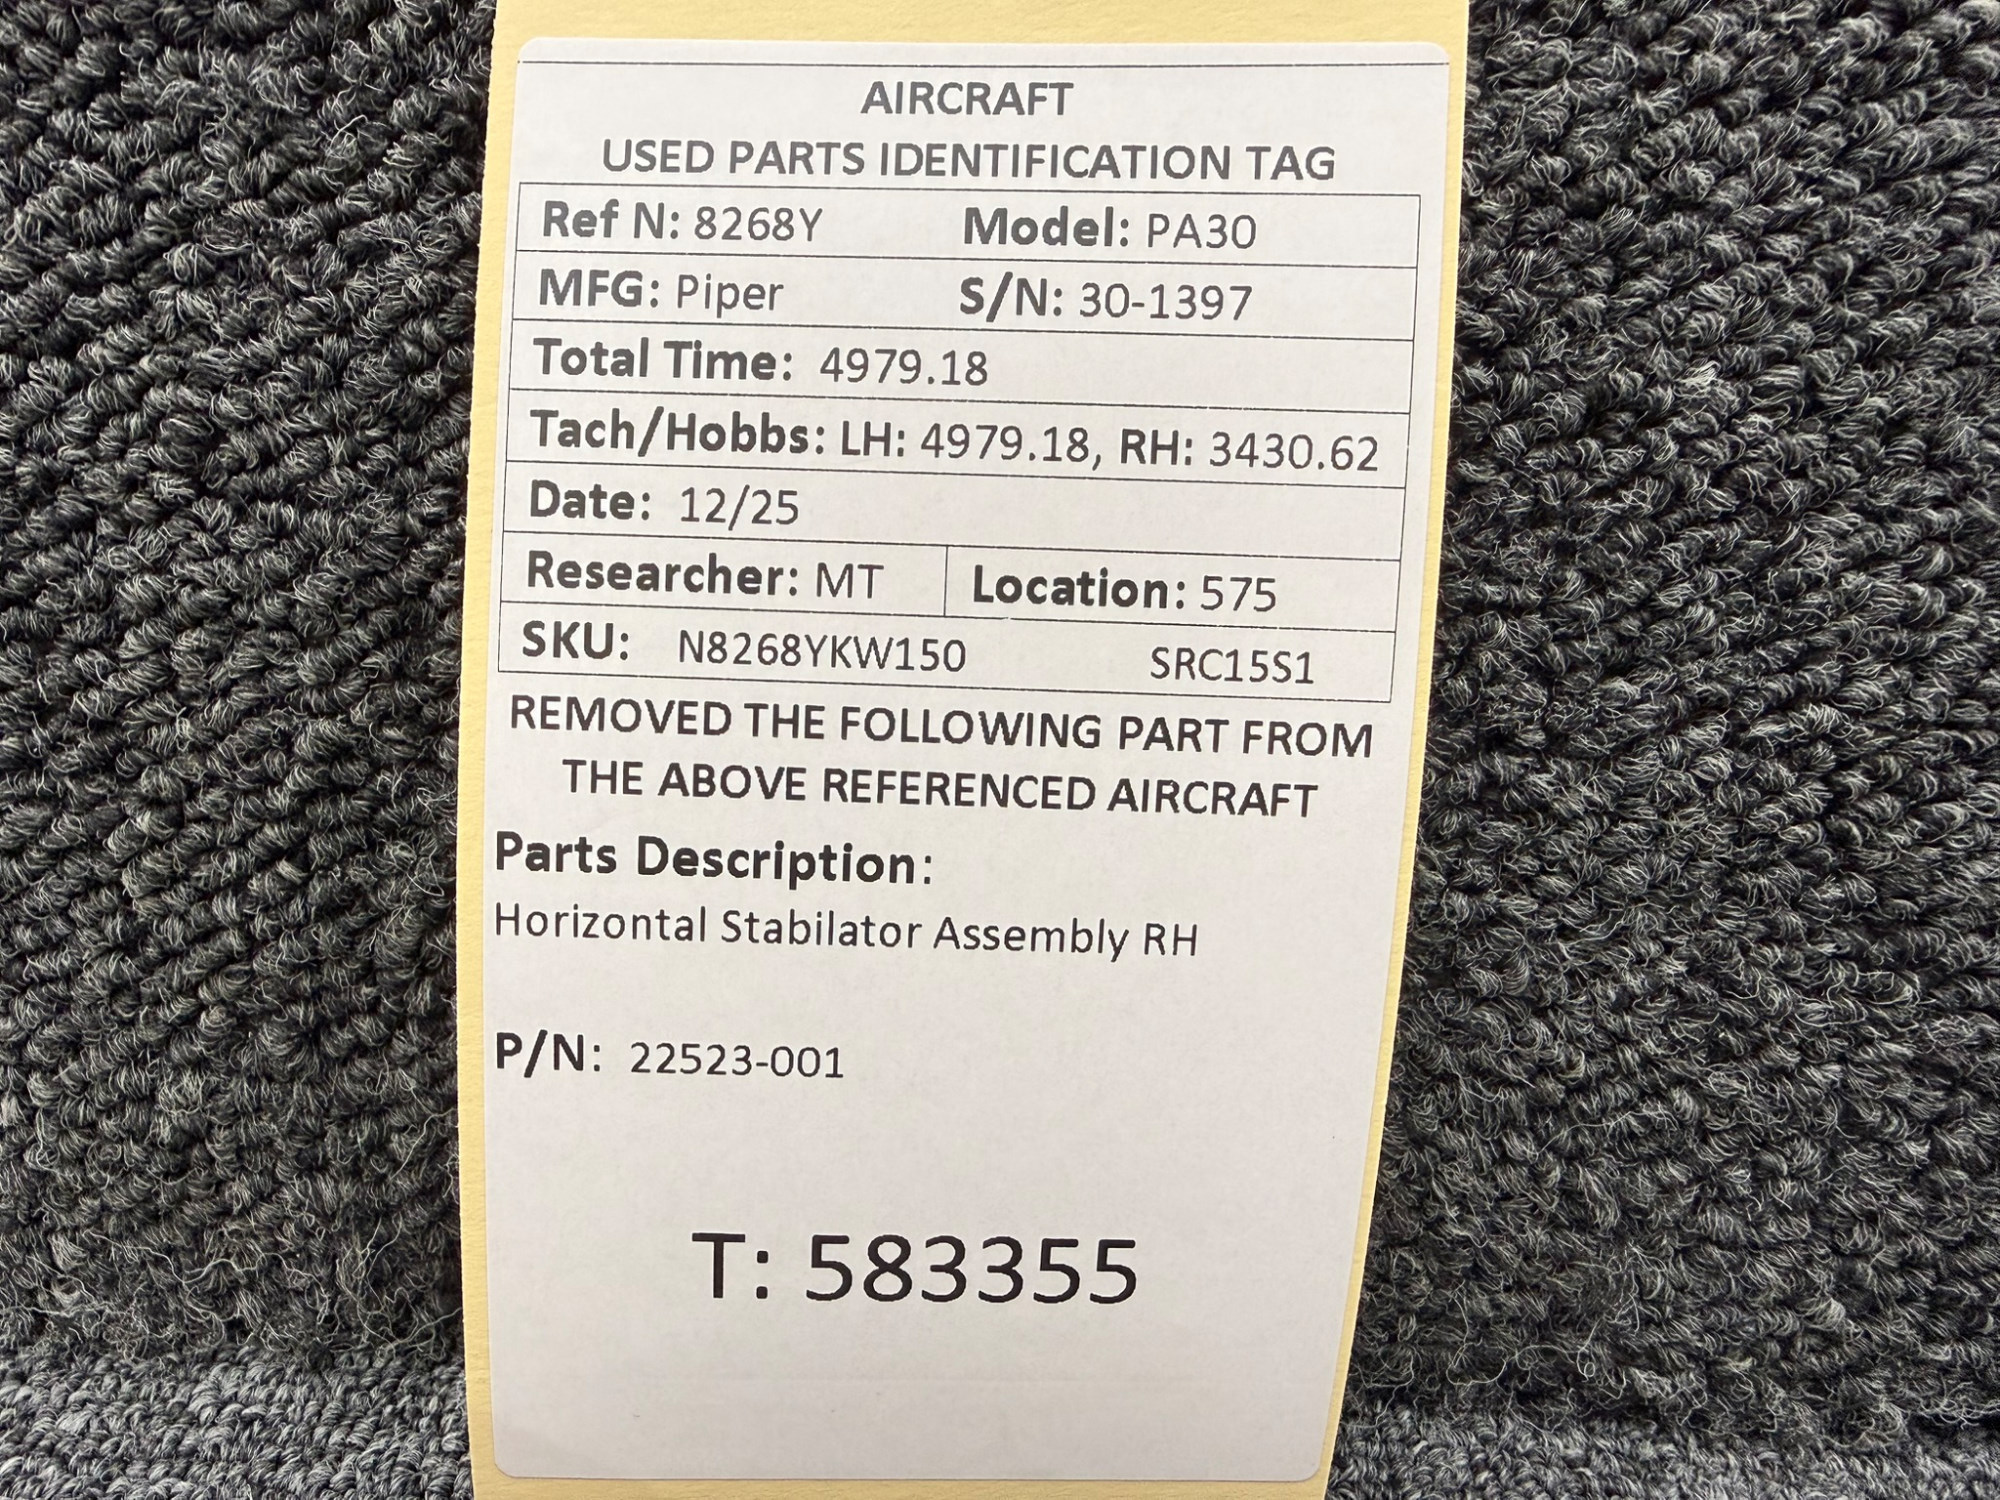 AIRCRAFT
USED PARTS IDENTIFICATION TAG
Ref N: 8268Y Model: PA30
MFG: Piper S/N: 30-1397
Total Time: 4979.18
Tach/Hobbs: LH: 4979.18, RH: 3430.62
Date: 12/25
Researcher: MT Location: 575
SKU: N8268YKW150 SRC15S1
REMOVED THE FOLLOWING PART FROM
THE ABOVE REFERENCED AIRCRAFT
Parts Description:
Horizontal Stabilator Assembly RH
P/N: 22523-001
T: 583355